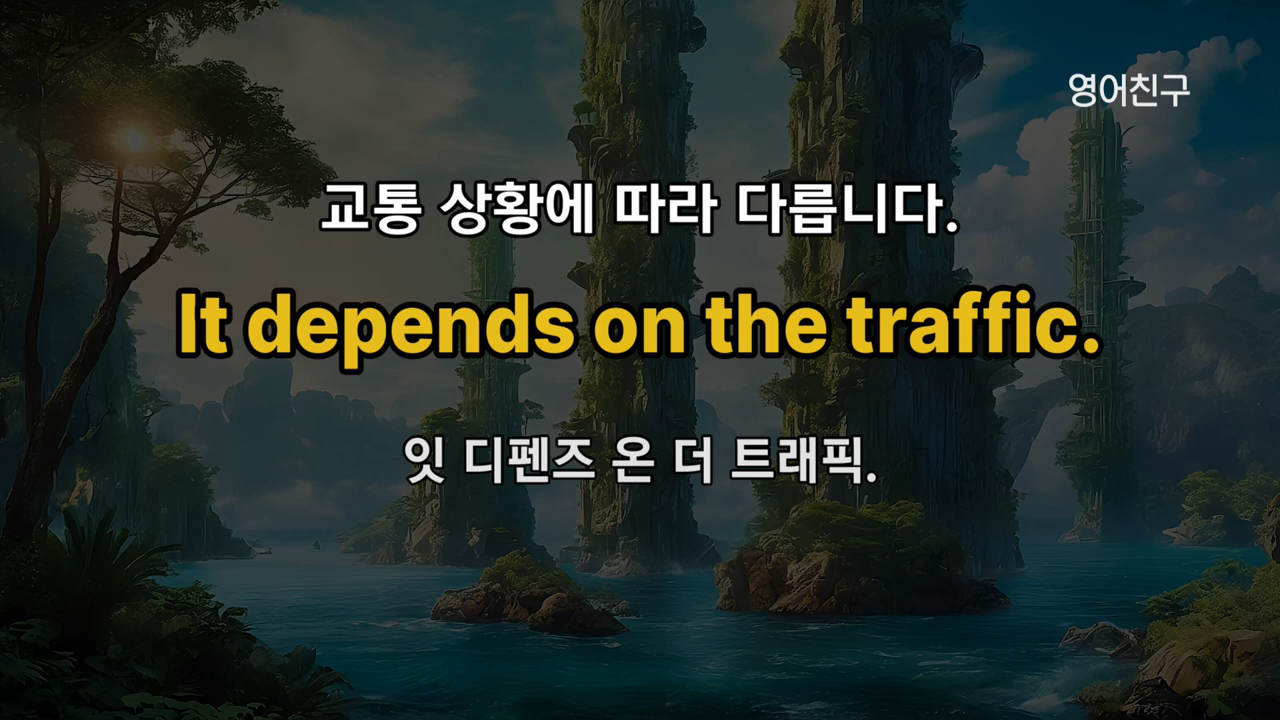 영어친구
교통 상황에 따라 다릅니다.
It depends on the traffic.
잇 디펜즈 온 더 트래픽.